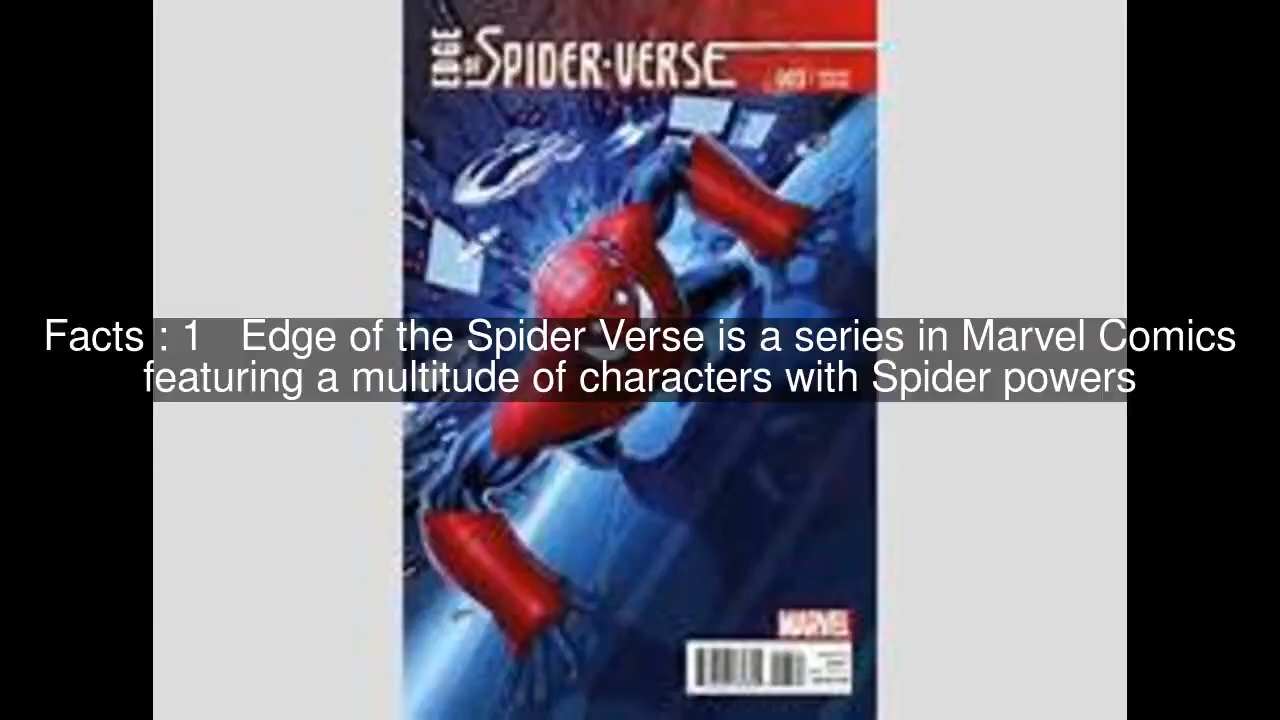 EDGE OF SPIDER-VERSE
003
Facts : 1   Edge of the Spider Verse is a series in Marvel Comics
featuring a multitude of characters with Spider powers
MARVEL